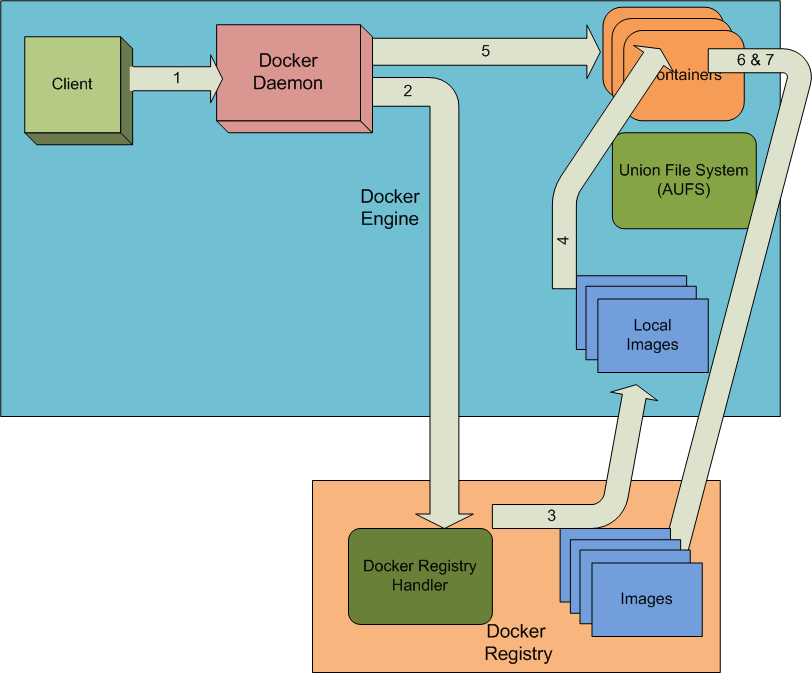 Client
1
Docker
Daemon
5
2
ontainers
6 & 7
Union File System
(AUFS)
Docker
Engine
4
Local
Images
3
Docker Registry
Handler
Images
Docker
Registry